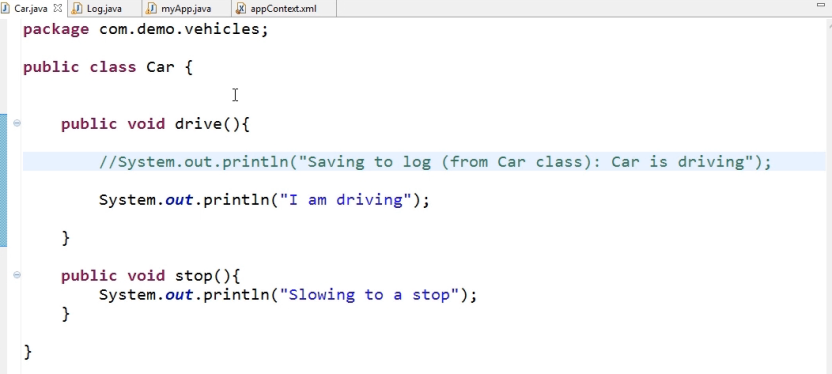 Car.java Log.java myApp.java appContext.xml
package com.demo.vehicles;
public class Car {
public void drive(){
//System.out.println("Saving to log (from Car class): Car is driving");
System.out.println("I am driving");
}
public void stop(){
System.out.println("Slowing to a stop");
}
}